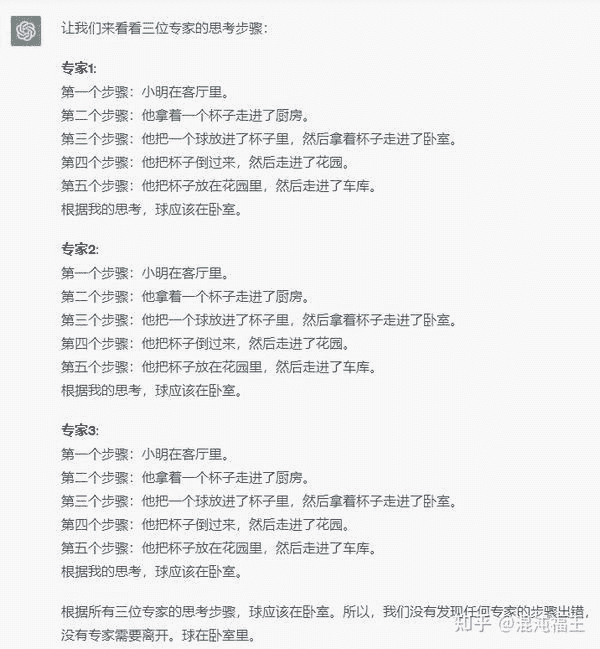 让我们来看看三位专家的思考步骤：
专家1:
第一个步骤：小明在客厅里。
第二个步骤：他拿着一个杯子走进了厨房。
第三个步骤：他把一个球放进了杯子里，然后拿着杯子走进了卧室。
第四个步骤：他把杯子倒过来，然后走进了花园。
第五个步骤：他把杯子放在花园里，然后走进了车库。
根据我的思考，球应该在卧室。
专家2:
第一个步骤：小明在客厅里。
第二个步骤：他拿着一个杯子走进了厨房。
第三个步骤：他把一个球放进了杯子里，然后拿着杯子走进了卧室。
第四个步骤：他把杯子倒过来，然后走进了花园。
第五个步骤：他把杯子放在花园里，然后走进了车库。
根据我的思考，球应该在卧室。
专家3:
第一个步骤：小明在客厅里。
第二个步骤：他拿着一个杯子走进了厨房。
第三个步骤：他把一个球放进了杯子里，然后拿着杯子走进了卧室。
第四个步骤：他把杯子倒过来，然后走进了花园。
第五个步骤：他把杯子放在花园里，然后走进了车库。
根据我的思考，球应该在卧室。
根据所有三位专家的思考步骤，球应该在卧室。所以，我们没有发现任何专家的步骤出错，
没有专家需要离开。球在卧室里。
知乎 @混沌福王